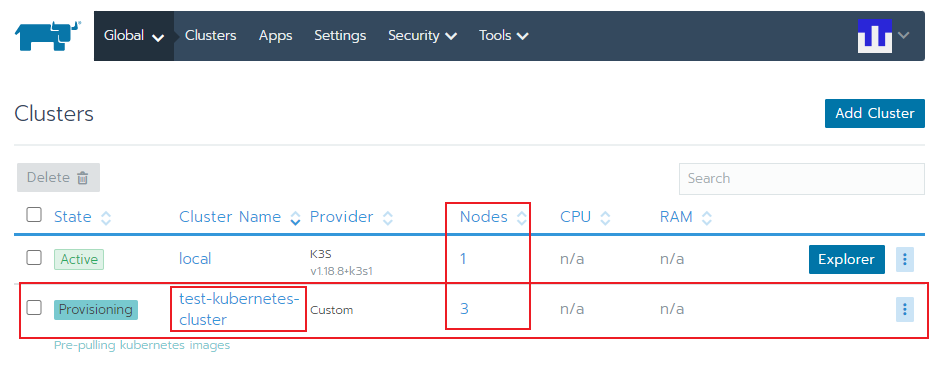 Global Clusters Apps Settings Security Tools
Clusters Add Cluster
Delete Search
State Cluster Name Provider Nodes CPU RAM
Active local K3S 1 n/a n/a Explorer
v1.18.8+k3s1
Provisioning test-kubernetes- Custom 3 n/a n/a
cluster
Pre-pulling kubernetes images